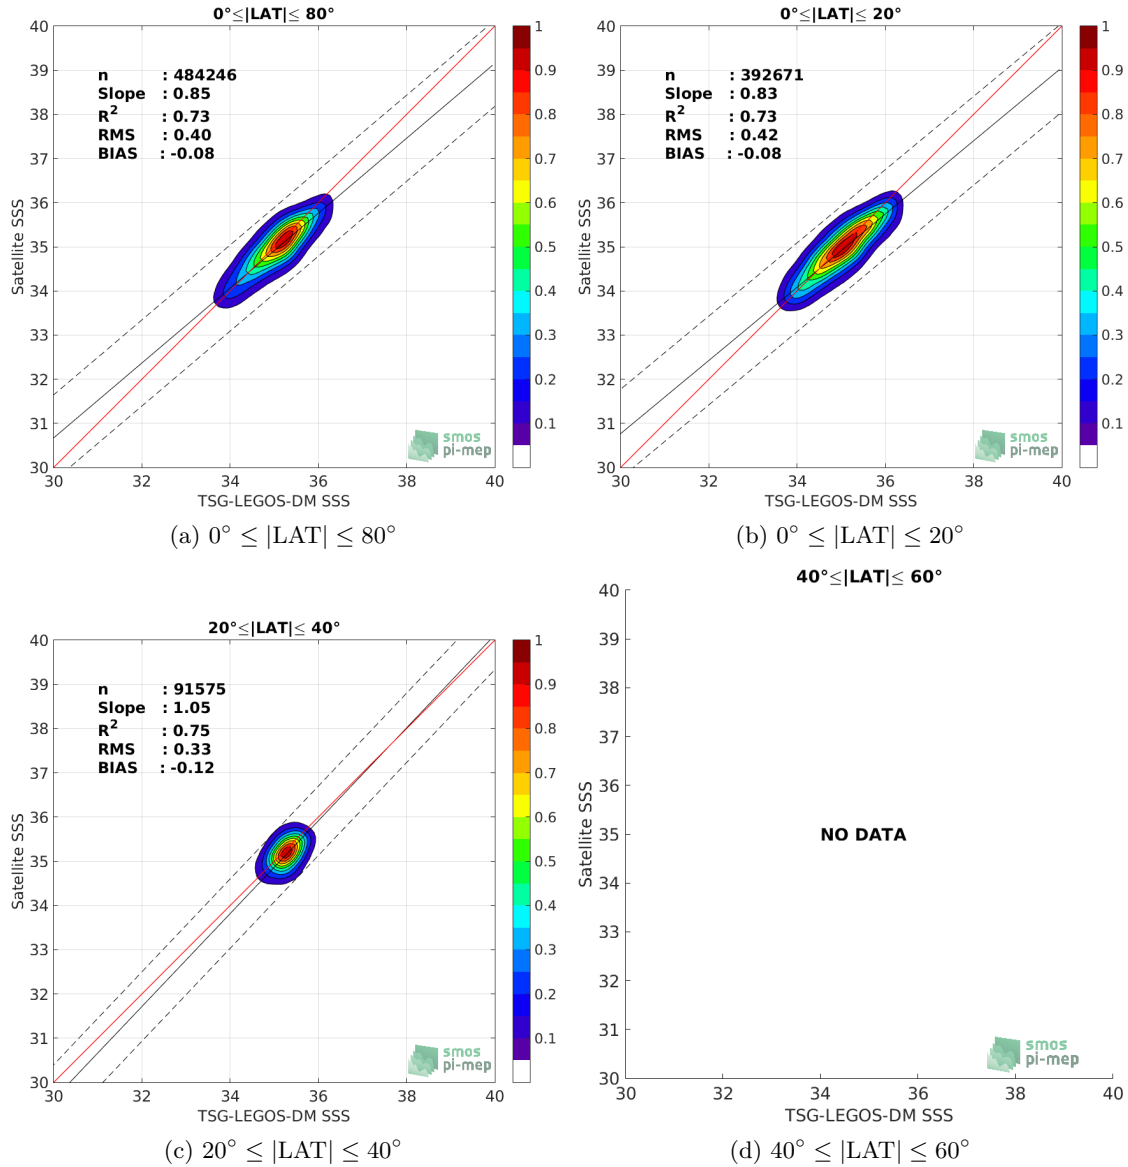 0°≤|LAT|≤ 80°
40
39
38
37
36
35
34
33
32
31
30
Satellite SSS
n : 484246
Slope : 0.85
R² : 0.73
RMS : 0.40
BIAS : -0.08
smos
pi-mep
30 32 34 36 38 40
TSG-LEGOS-DM SSS
1
0.9
0.8
0.7
0.6
0.5
0.4
0.3
0.2
0.1
(a) 0° ≤ |LAT| ≤ 80°
0°≤|LAT|≤ 20°
40
39
38
37
36
35
34
33
32
31
30
Satellite SSS
n : 392671
Slope : 0.83
R² : 0.73
RMS : 0.42
BIAS : -0.08
smos
pi-mep
30 32 34 36 38 40
TSG-LEGOS-DM SSS
1
0.9
0.8
0.7
0.6
0.5
0.4
0.3
0.2
0.1
(b) 0° ≤ |LAT| ≤ 20°
20°≤|LAT|≤ 40°
40
39
38
37
36
35
34
33
32
31
30
Satellite SSS
n : 91575
Slope : 1.05
R² : 0.75
RMS : 0.33
BIAS : -0.12
smos
pi-mep
30 32 34 36 38 40
TSG-LEGOS-DM SSS
1
0.9
0.8
0.7
0.6
0.5
0.4
0.3
0.2
0.1
(c) 20° ≤ |LAT| ≤ 40°
40°≤|LAT|≤ 60°
40
39
38
37
36
35
34
33
32
31
30
Satellite SSS
NO DATA
smos
pi-mep
30 32 34 36 38 40
TSG-LEGOS-DM SSS
(d) 40° ≤ |LAT| ≤ 60°